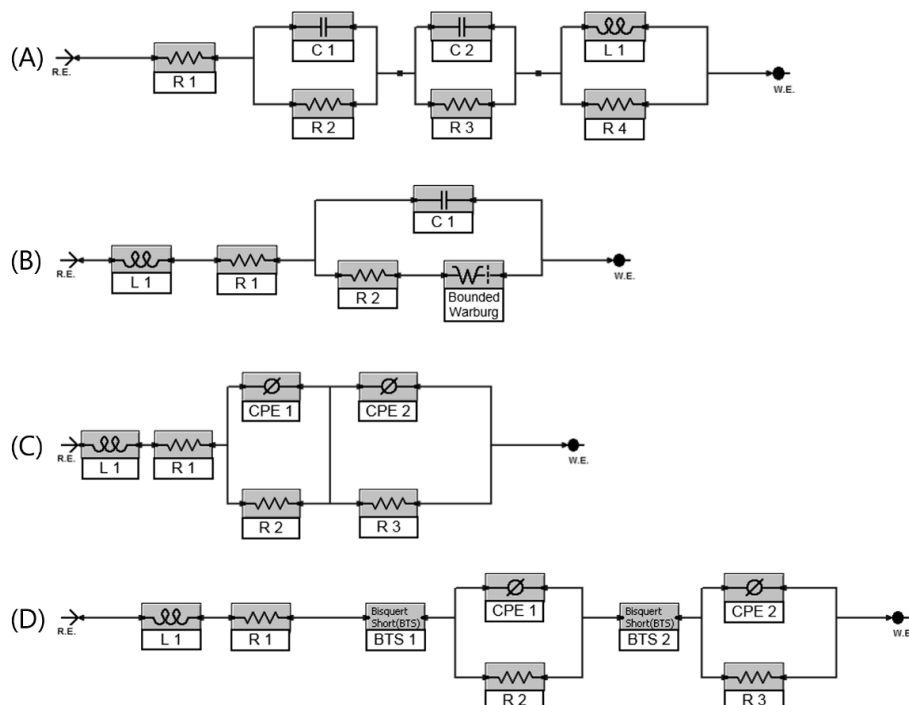 (A)
R.E.
R 1
C 1
R 2
C 2
R 3
L 1
R 4
W.E.
(B)
R.E.
L 1
R 1
C 1
R 2
Bounded
Warburg
W.E.
(C)
R.E.
L 1
R 1
CPE 1
R 2
CPE 2
R 3
W.E.
(D)
R.E.
L 1
R 1
Bisquert
Short(BTS)
BTS 1
CPE 1
R 2
Bisquert
Short(BTS)
BTS 2
CPE 2
R 3
W.E.